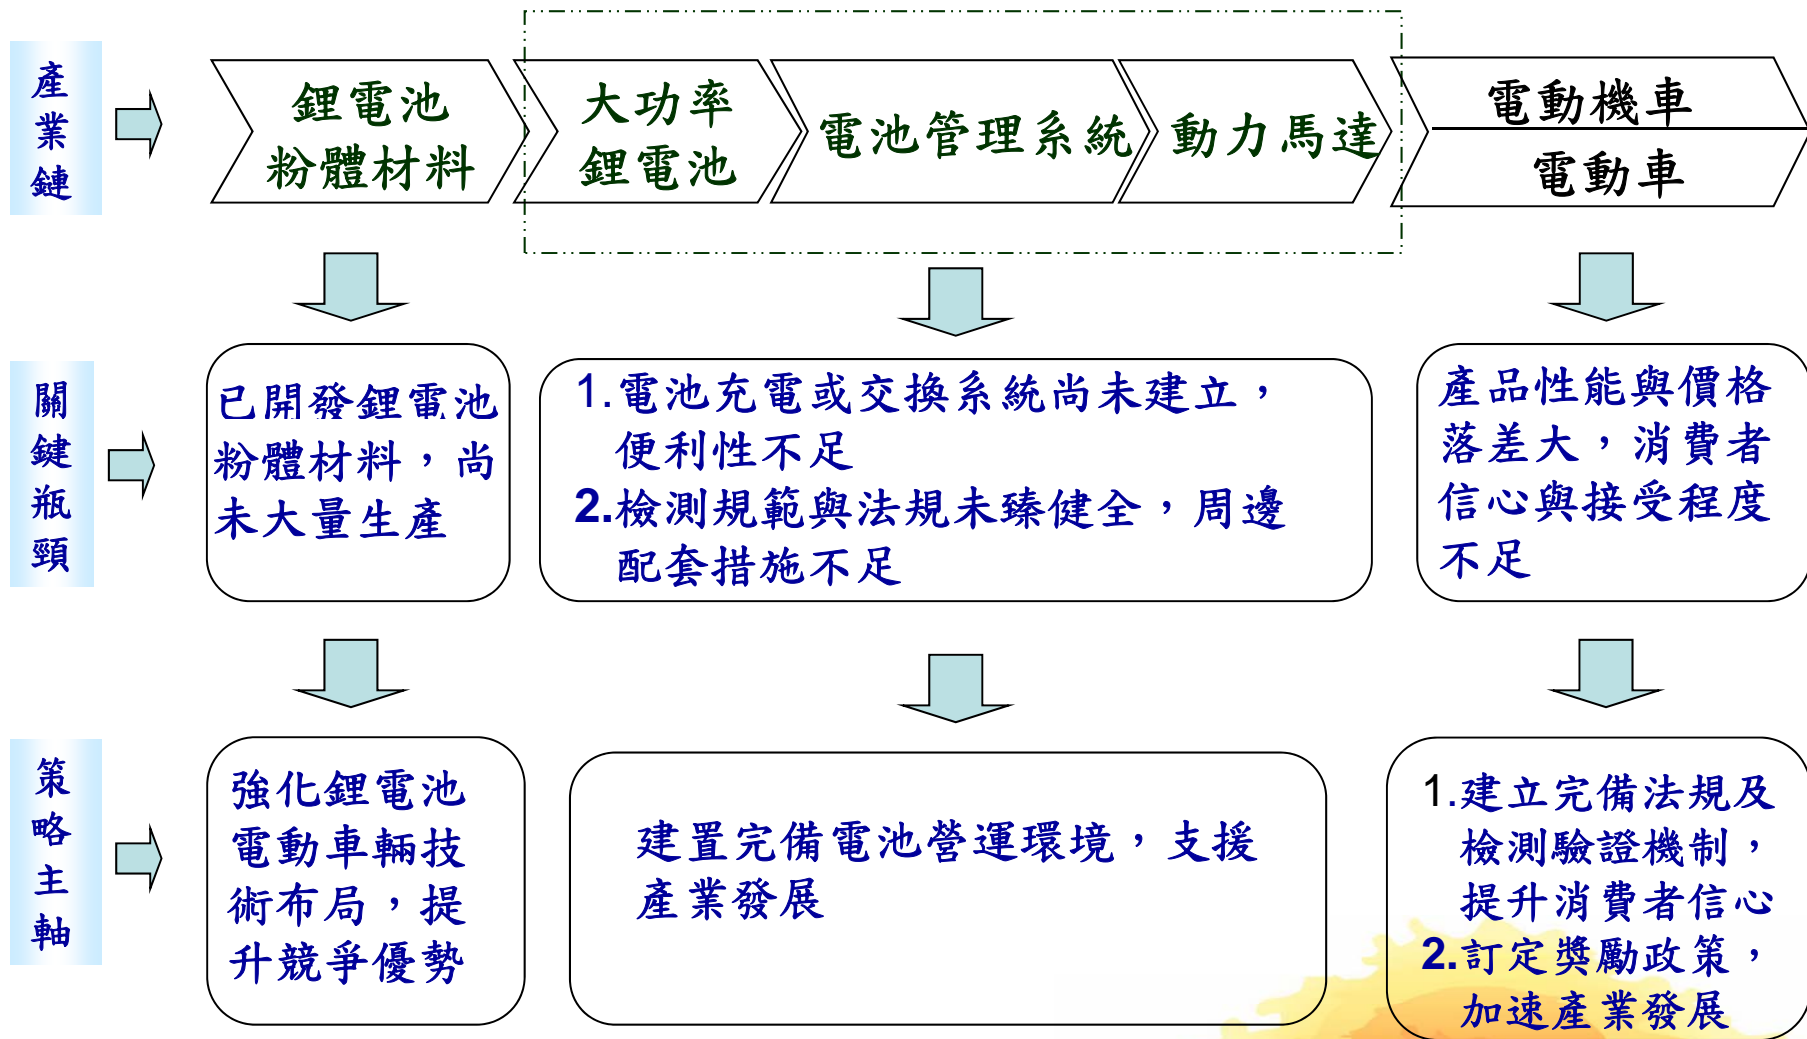 產業鏈
鋰電池
粉體材料
大功率
鋰電池
電池管理系統
動力馬達
電動機車
電動車
關鍵瓶頸
已開發鋰電池
粉體材料，尚
未大量生產
1.電池充電或交換系統尚未建立，
便利性不足
2.檢測規範與法規未臻健全，周邊
配套措施不足
產品性能與價格
落差大，消費者
信心與接受程度
不足
策略主軸
強化鋰電池
電動車輛技
術布局，提
升競爭優勢
建置完備電池營運環境，支援
產業發展
1.建立完備法規及
檢測驗證機制，
提升消費者信心
2.訂定獎勵政策，
加速產業發展